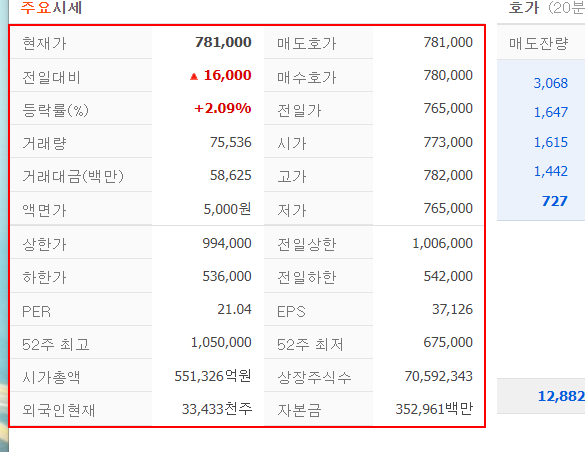 주요시세
호가 (20분
현재가 781,000 매도호가 781,000
매도잔량
전일대비 ▲ 16,000 매수호가 780,000
3,068
등락률(%) +2.09% 전일가 765,000
1,647
거래량 75,536 시가 773,000
1,615
거래대금(백만) 58,625 고가 782,000
1,442
액면가 5,000원 저가 765,000
727
상한가 994,000 전일상한 1,006,000
하한가 536,000 전일하한 542,000
PER 21.04 EPS 37,126
52주 최고 1,050,000 52주 최저 675,000
시가총액 551,326억원 상장주식수 70,592,343
외국인현재 33,433천주 자본금 352,961백만
12,882